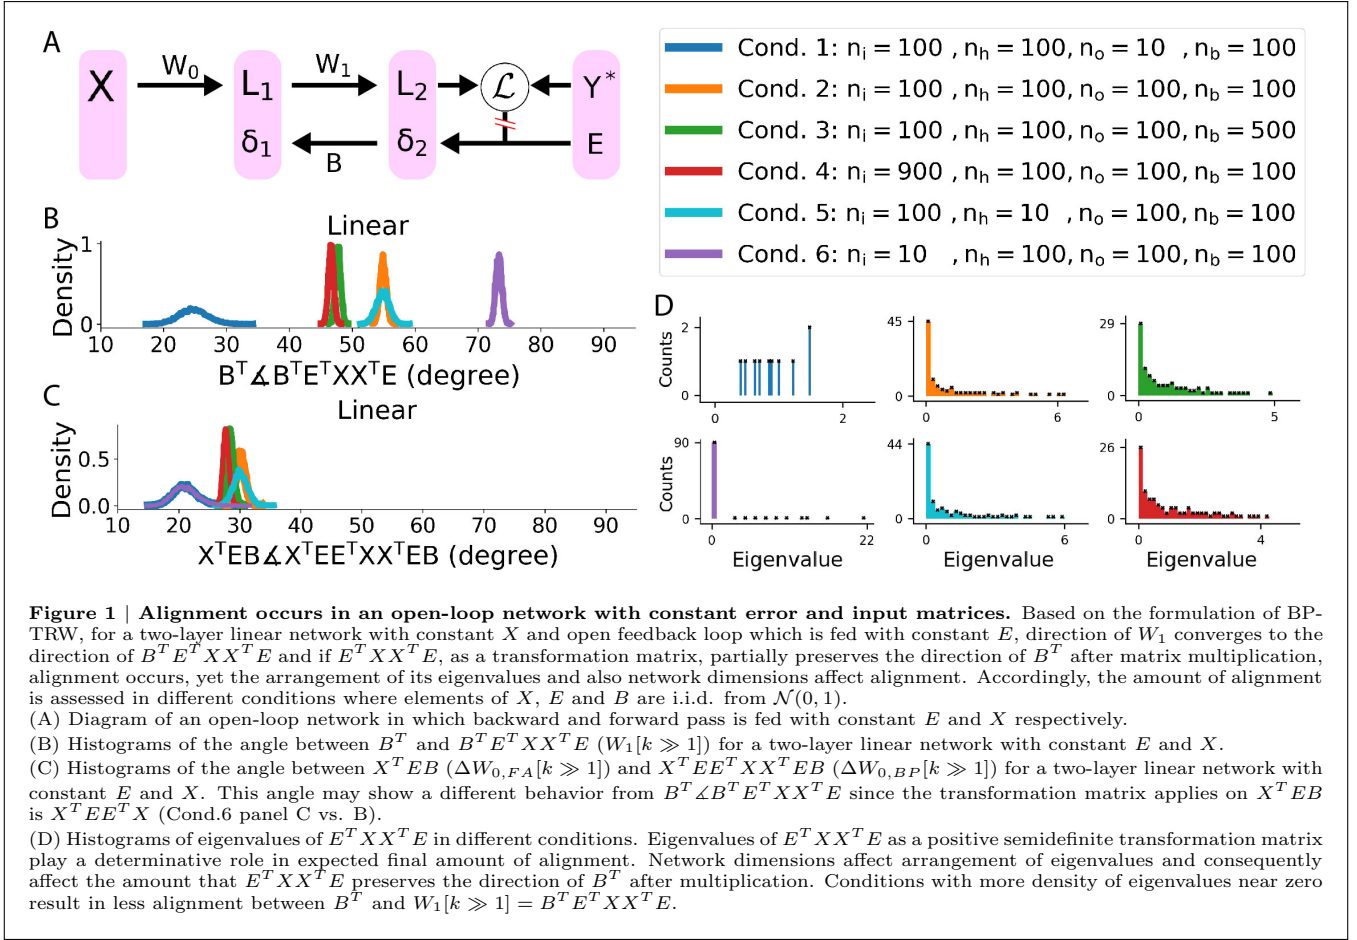 A
X
W₀
L₁
W₁
L₂
ℒ
Y*
δ₁
B
δ₂
E
Cond. 1: nᵢ = 100 , nₕ = 100, nₒ = 10 , n_b = 100
Cond. 2: nᵢ = 100 , nₕ = 100, nₒ = 100, n_b = 100
Cond. 3: nᵢ = 100 , nₕ = 100, nₒ = 100, n_b = 500
Cond. 4: nᵢ = 900 , nₕ = 100, nₒ = 100, n_b = 100
Cond. 5: nᵢ = 100 , nₕ = 10 , nₒ = 100, n_b = 100
Cond. 6: nᵢ = 10 , nₕ = 100, nₒ = 100, n_b = 100
B
Linear
Density
1
0
10 20 30 40 50 60 70 80 90
Bᵀ∡BᵀEᵀXXᵀE (degree)
C
Linear
Density
0.5
0.0
10 20 30 40 50 60 70 80 90
XᵀEB∡XᵀEEᵀXXᵀEB (degree)
D
Counts
2
0
0 2
45
0
0 6
29
0
0 5
Counts
90
0
0 22
Eigenvalue
44
0
0 6
Eigenvalue
26
0
0 4
Eigenvalue
Figure 1 | Alignment occurs in an open-loop network with constant error and input matrices. Based on the formulation of BP-
TRW, for a two-layer linear network with constant X and open feedback loop which is fed with constant E, direction of W₁ converges to the
direction of BᵀEᵀXXᵀE and if EᵀXXᵀE, as a transformation matrix, partially preserves the direction of Bᵀ after matrix multiplication,
alignment occurs, yet the arrangement of its eigenvalues and also network dimensions affect alignment. Accordingly, the amount of alignment
is assessed in different conditions where elements of X, E and B are i.i.d. from 𝒩(0, 1).
(A) Diagram of an open-loop network in which backward and forward pass is fed with constant E and X respectively.
(B) Histograms of the angle between Bᵀ and BᵀEᵀXXᵀE (W₁[k ≫ 1]) for a two-layer linear network with constant E and X.
(C) Histograms of the angle between XᵀEB (ΔW₀,FA[k ≫ 1]) and XᵀEEᵀXXᵀEB (ΔW₀,BP[k ≫ 1]) for a two-layer linear network with
constant E and X. This angle may show a different behavior from Bᵀ∡BᵀEᵀXXᵀE since the transformation matrix applies on XᵀEB
is XᵀEEᵀX (Cond.6 panel C vs. B).
(D) Histograms of eigenvalues of EᵀXXᵀE in different conditions. Eigenvalues of EᵀXXᵀE as a positive semidefinite transformation matrix
play a determinative role in expected final amount of alignment. Network dimensions affect arrangement of eigenvalues and consequently
affect the amount that EᵀXXᵀE preserves the direction of Bᵀ after multiplication. Conditions with more density of eigenvalues near zero
result in less alignment between Bᵀ and W₁[k ≫ 1] = BᵀEᵀXXᵀE.